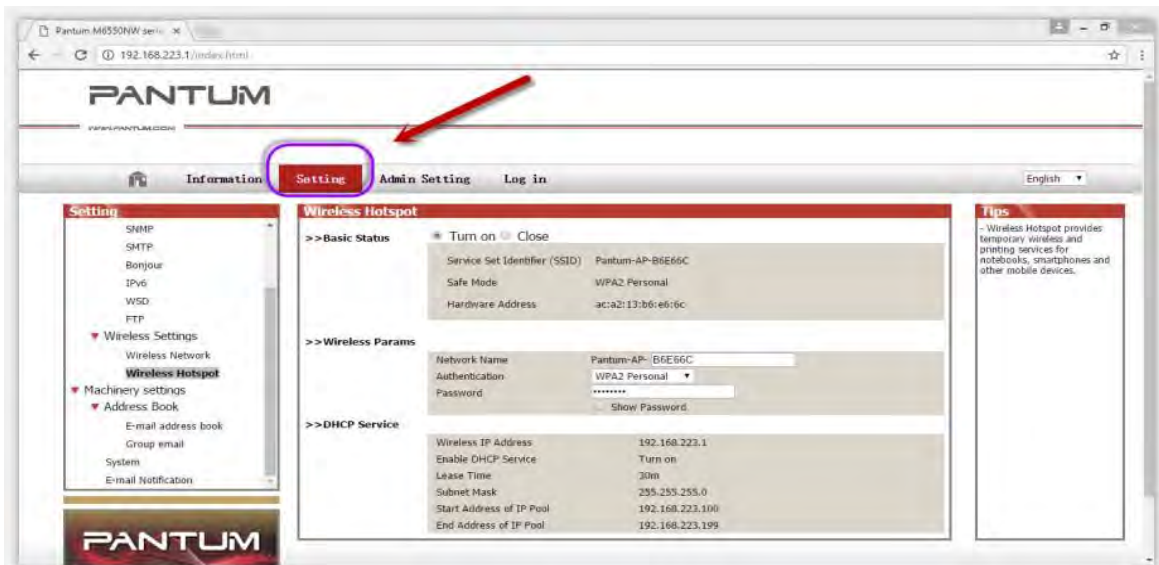 Pantum M6550NW serie
192.168.223.1/index.html
PANTUM
WWW.PANTUM.COM
Information Setting Admin Setting Log in English
Setting
SNMP
SMTP
Bonjour
IPv6
WSD
FTP
Wireless Settings
Wireless Network
Wireless Hotspot
Machinery settings
Address Book
E-mail address book
Group email
System
E-mail Notification
PANTUM
Wireless Hotspot
>>Basic Status Turn on Close
Service Set Identifier (SSID) Pantum-AP-B6E66C
Safe Mode WPA2 Personal
Hardware Address ac:a2:13:b6:e6:6c
>>Wireless Params
Network Name Pantum-AP- B6E66C
Authentication WPA2 Personal
Password ••••••••
Show Password
>>DHCP Service
Wireless IP Address 192.168.223.1
Enable DHCP Service Turn on
Lease Time 30m
Subnet Mask 255.255.255.0
Start Address of IP Pool 192.168.223.100
End Address of IP Pool 192.168.223.199
Tips
- Wireless Hotspot provides
temporary wireless and
printing services for
notebooks, smartphones and
other mobile devices.